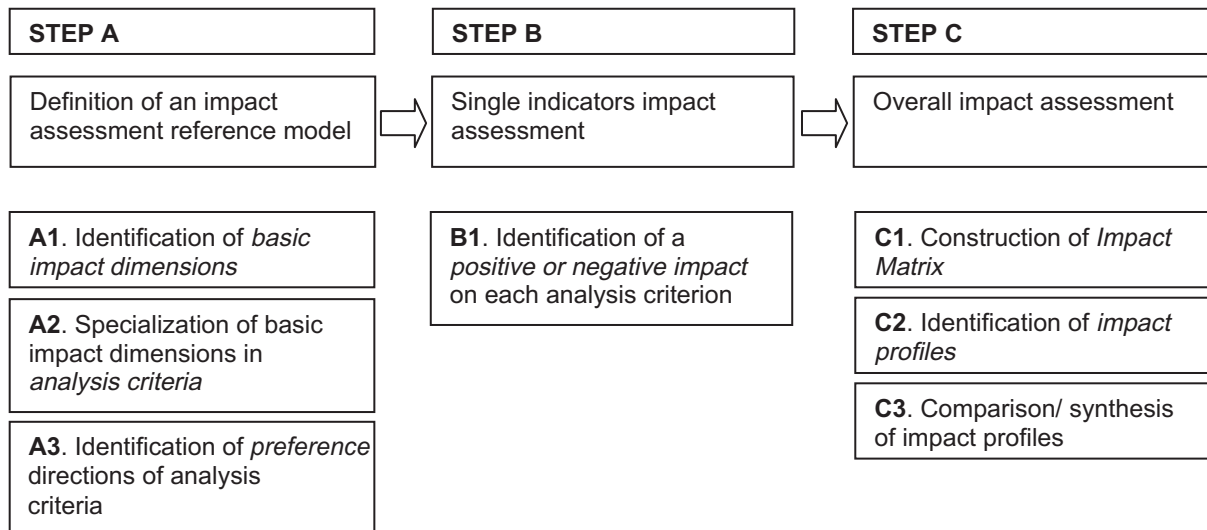 STEP A
STEP B
STEP C
Definition of an impact
assessment reference model
Single indicators impact
assessment
Overall impact assessment
A1. Identification of basic
impact dimensions
A2. Specialization of basic
impact dimensions in
analysis criteria
A3. Identification of preference
directions of analysis
criteria
B1. Identification of a
positive or negative impact
on each analysis criterion
C1. Construction of Impact
Matrix
C2. Identification of impact
profiles
C3. Comparison/ synthesis
of impact profiles